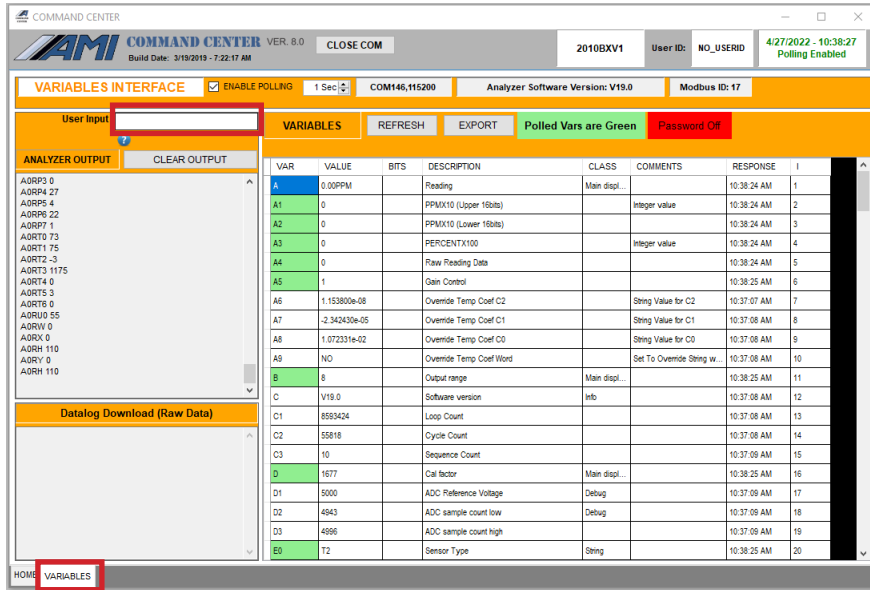 COMMAND CENTER
AMI COMMAND CENTER VER. 8.0 CLOSE COM 2010BXV1 User ID: NO_USERID 4/27/2022 - 10:38:27
Build Date: 3/19/2019 - 7:22:17 AM Polling Enabled
VARIABLES INTERFACE ENABLE POLLING 1 Sec COM146,115200 Analyzer Software Version: V19.0 Modbus ID: 17
User Input
?
ANALYZER OUTPUT CLEAR OUTPUT
A0RP3 0
A0RP4 27
A0RP5 4
A0RP6 22
A0RP7 1
A0RT0 73
A0RT1 75
A0RT2 -3
A0RT3 1175
A0RT4 0
A0RT5 3
A0RT6 0
A0RU0 55
A0RW 0
A0RX 0
A0RH 110
A0RY 0
A0RH 110
Datalog Download (Raw Data)
VARIABLES REFRESH EXPORT Polled Vars are Green Password Off
VAR VALUE BITS DESCRIPTION CLASS COMMENTS RESPONSE I
A 0.00PPM Reading Main displ... 10:38:24 AM 1
A1 0 PPMX10 (Upper 16bits) Integer value 10:38:24 AM 2
A2 0 PPMX10 (Lower 16bits) 10:38:24 AM 3
A3 0 PERCENTX100 Integer value 10:38:24 AM 4
A4 0 Raw Reading Data 10:38:24 AM 5
A5 1 Gain Control 10:38:25 AM 6
A6 1.153800e-08 Override Temp Coef C2 String Value for C2 10:37:07 AM 7
A7 -2.342430e-05 Override Temp Coef C1 String Value for C1 10:37:08 AM 8
A8 1.072331e-02 Override Temp Coef C0 String Value for C0 10:37:08 AM 9
A9 NO Override Temp Coef Word Set To Override String w... 10:37:08 AM 10
B 8 Output range Main displ... 10:38:25 AM 11
C V19.0 Software version Info 10:37:08 AM 12
C1 8593424 Loop Count 10:37:08 AM 13
C2 55818 Cycle Count 10:37:08 AM 14
C3 10 Sequence Count 10:37:09 AM 15
D 1677 Cal factor Main displ... 10:38:25 AM 16
D1 5000 ADC Reference Voltage Debug 10:37:09 AM 17
D2 4943 ADC sample count low Debug 10:37:09 AM 18
D3 4996 ADC sample count high 10:37:09 AM 19
E0 T2 Sensor Type String 10:38:25 AM 20
HOME VARIABLES